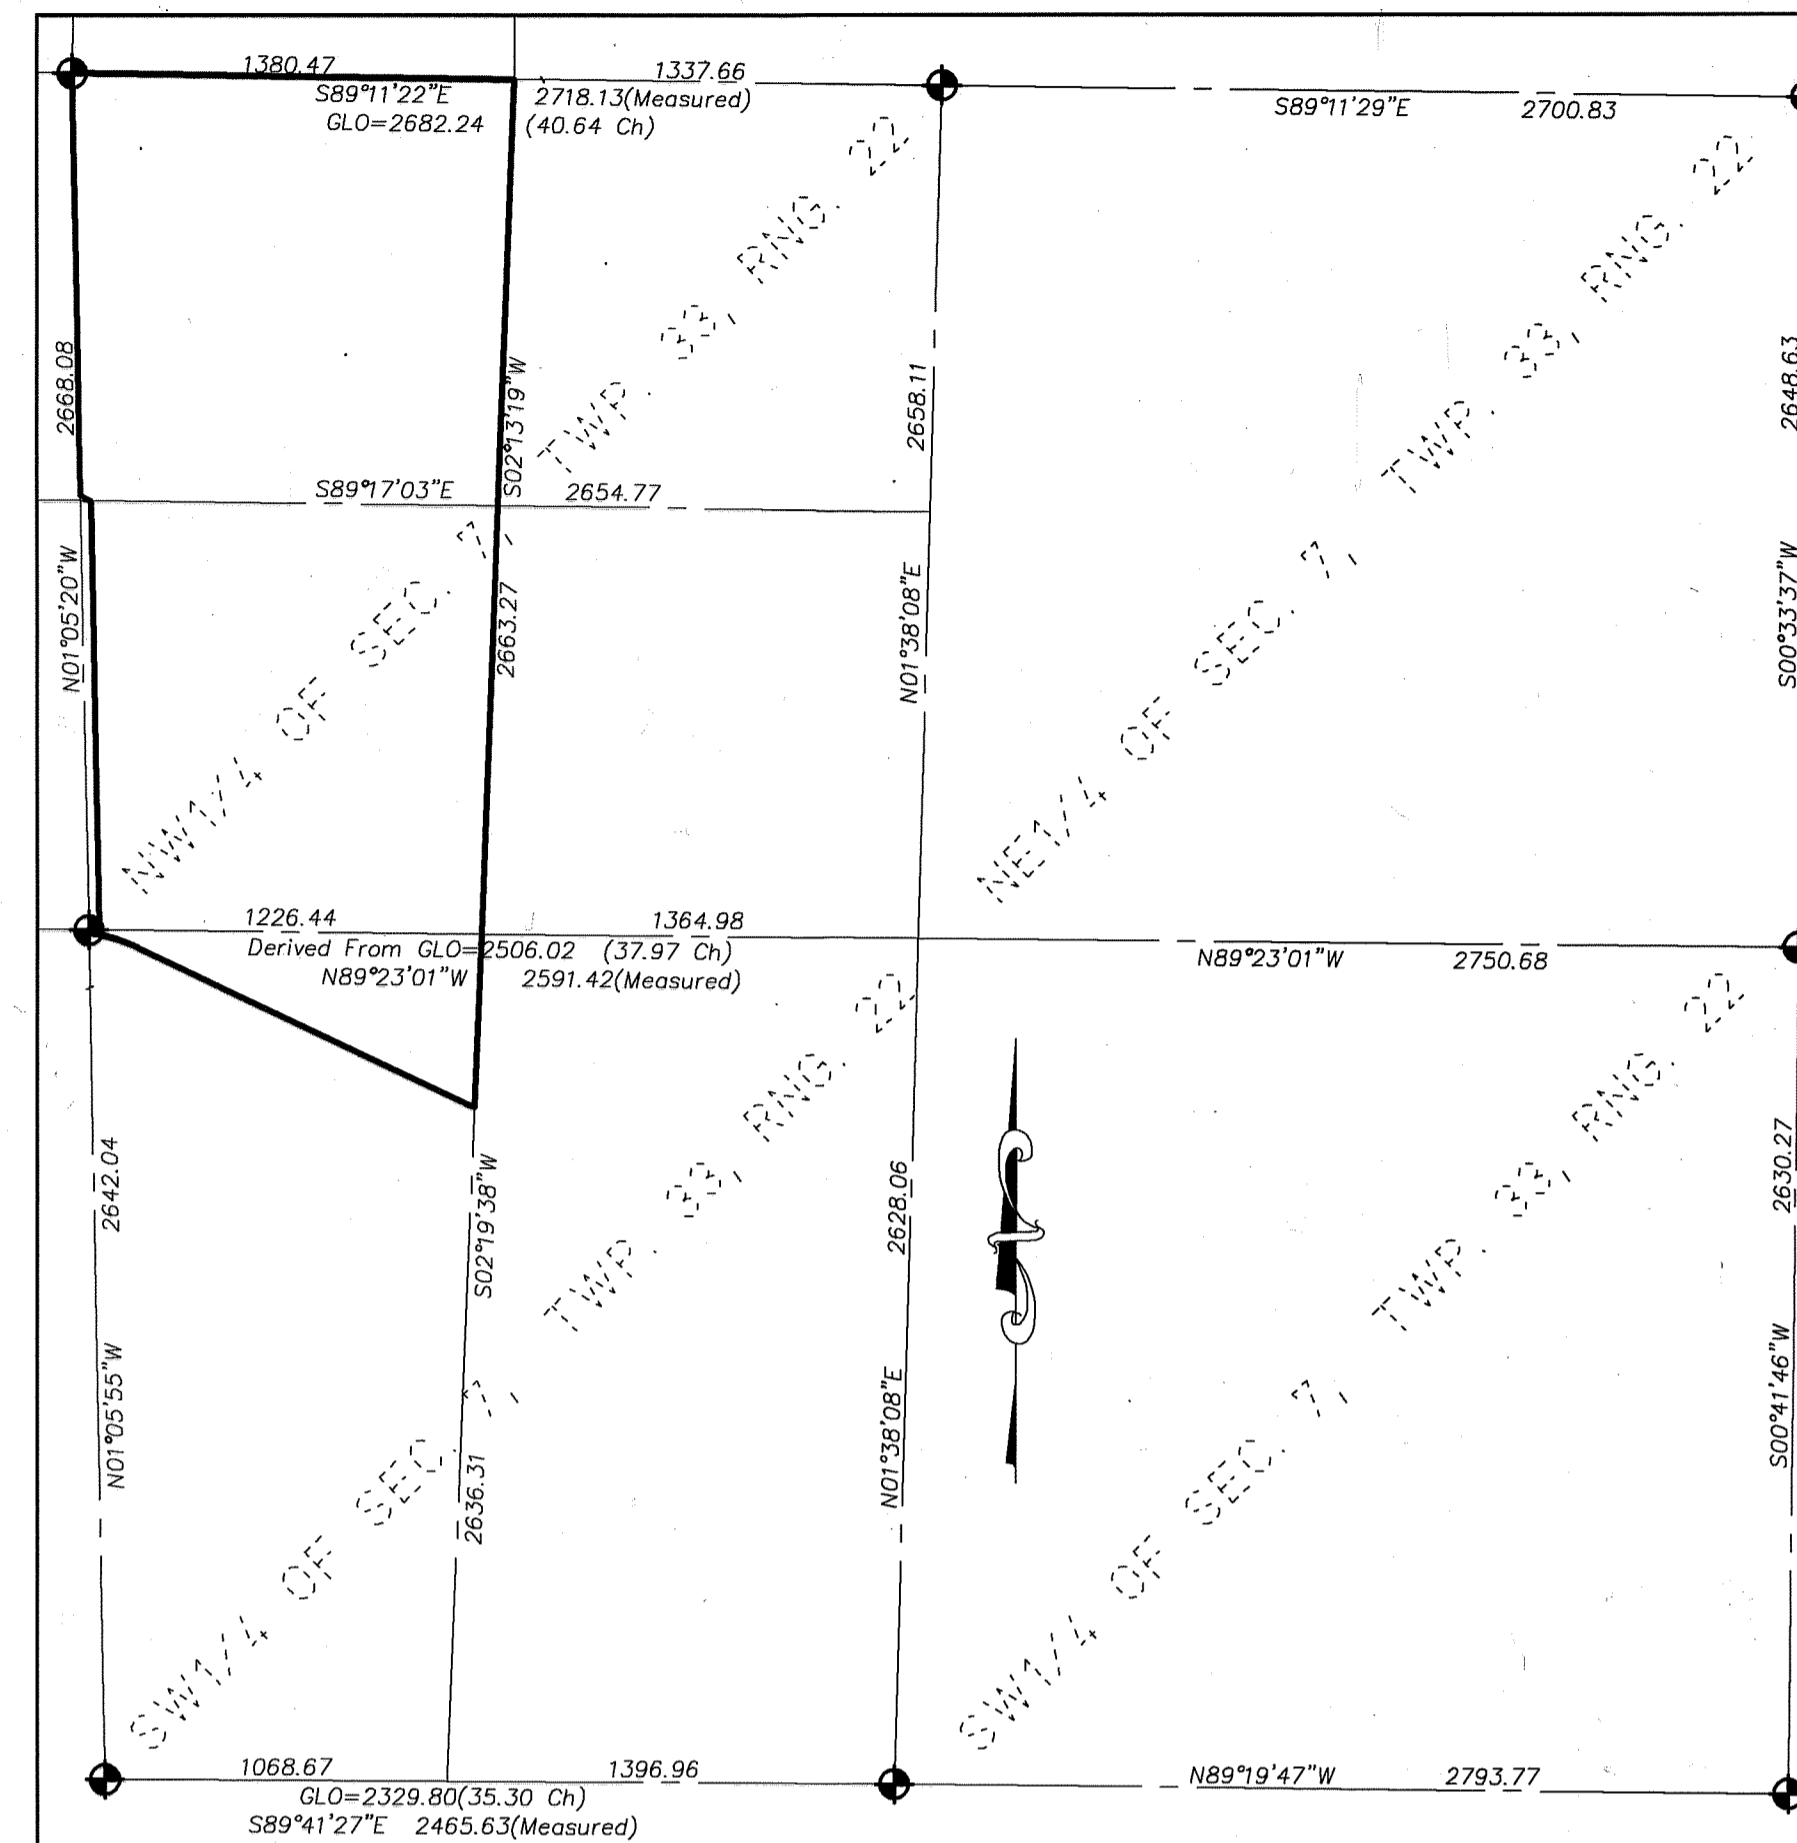 1380.47
1337.66
S89°11'22"E
2718.13(Measured)
GLO=2682.24
(40.64 Ch)
S89°11'29"E
2700.83
NW1/4 OF SEC. 7, TWP. 33, RNG. 22
NE1/4 OF SEC. 7, TWP. 33, RNG. 22
2668.08
N01°05'20"W
S02°13'19"W
2663.27
2658.11
N01°38'08"E
2648.63
S00°33'37"W
S89°17'03"E
2654.77
1226.44
1364.98
Derived From GLO=2506.02 (37.97 Ch)
N89°23'01"W
2591.42(Measured)
N89°23'01"W
2750.68
SW1/4 OF SEC. 7, TWP. 33, RNG. 22
SW1/4 OF SEC. 7, TWP. 33, RNG. 22
2642.04
N01°05'55"W
S02°19'38"W
2636.31
2628.06
N01°38'08"E
2630.27
S00°41'46"W
1068.67
1396.96
GLO=2329.80(35.30 Ch)
S89°41'27"E 2465.63(Measured)
N89°19'47"W
2793.77